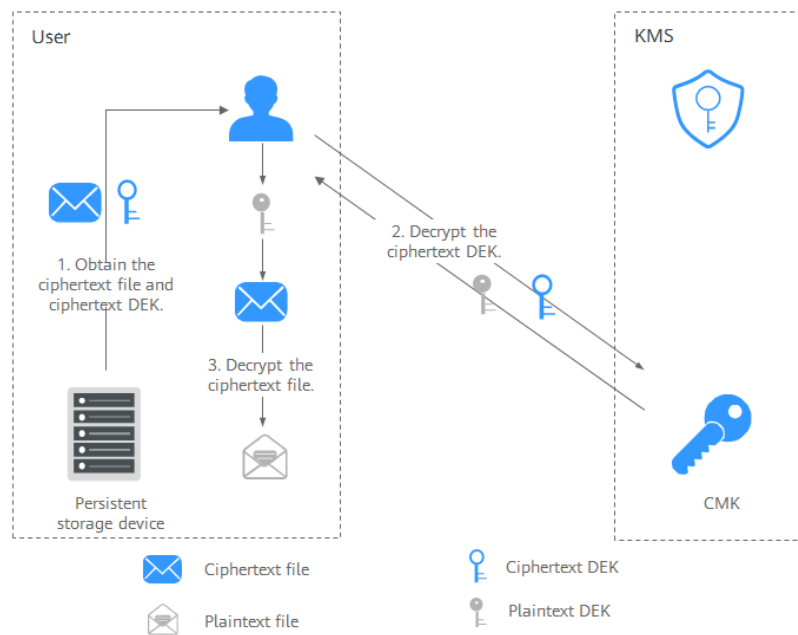 User
KMS
1. Obtain the
ciphertext file and
ciphertext DEK.
2. Decrypt the
ciphertext DEK.
3. Decrypt the
ciphertext file.
Persistent
storage device
CMK
Ciphertext file
Ciphertext DEK
Plaintext file
Plaintext DEK